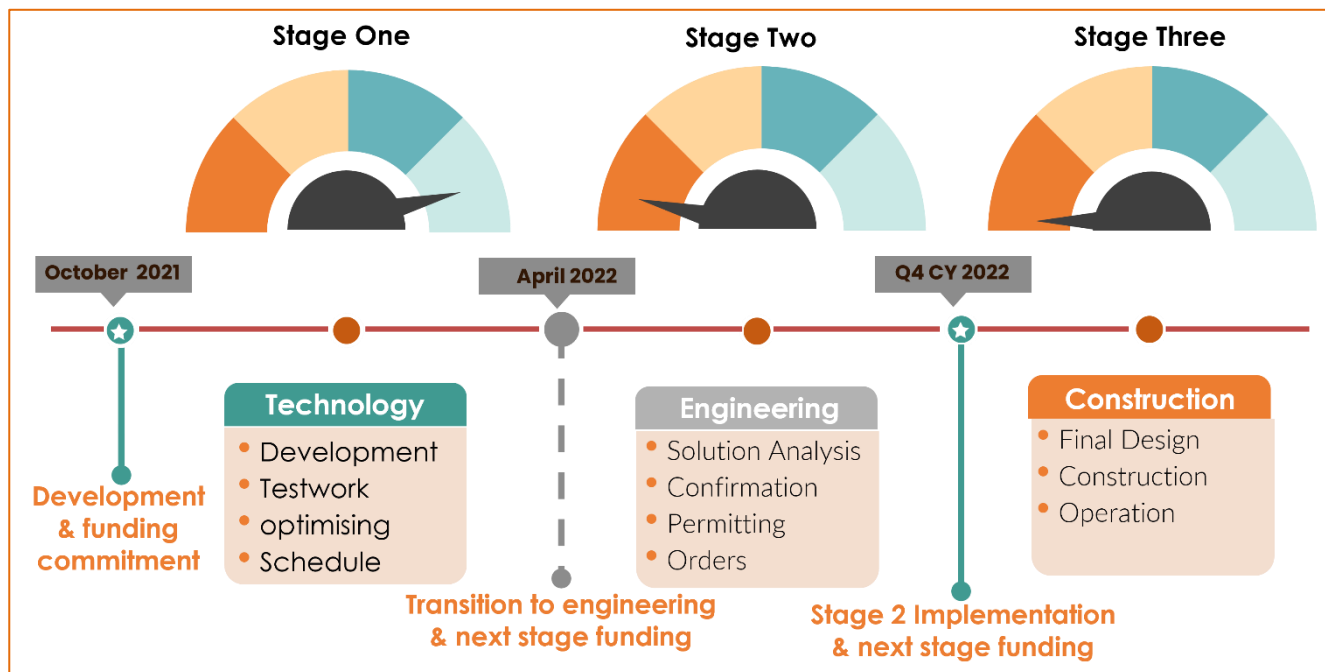 Stage One
Stage Two
Stage Three
October 2021
April 2022
Q4 CY 2022
Technology
Development
Testwork
optimising
Schedule
Engineering
Solution Analysis
Confirmation
Permitting
Orders
Construction
Final Design
Construction
Operation
Development
& funding
commitment
Transition to engineering
& next stage funding
Stage 2 Implementation
& next stage funding